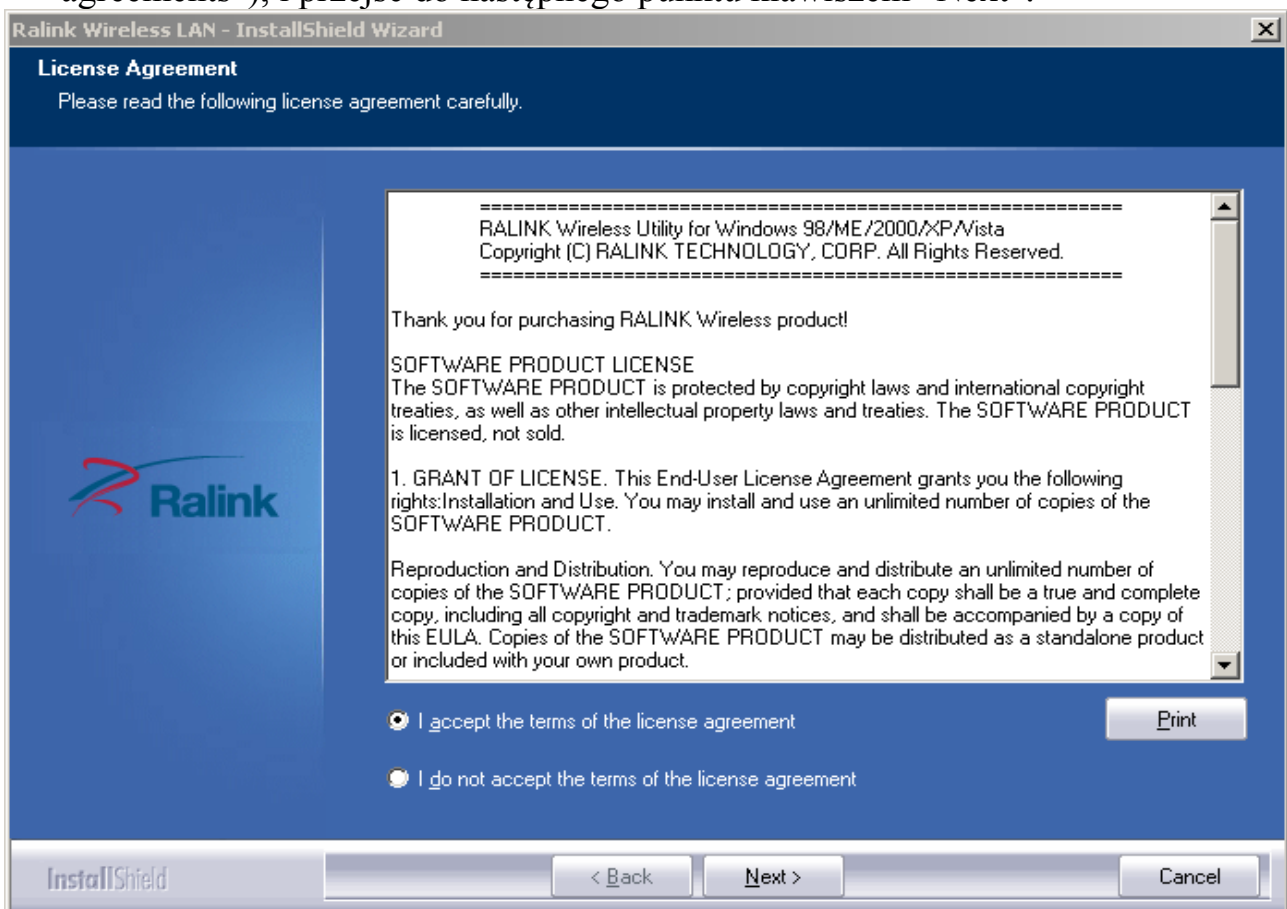 agreements”), i przejść do następnego punktu klawiszem “Next”.
Ralink Wireless LAN - InstallShield Wizard
License Agreement
Please read the following license agreement carefully.
============================================================
RALINK Wireless Utility for Windows 98/ME/2000/XP/Vista
Copyright (C) RALINK TECHNOLOGY, CORP. All Rights Reserved.
============================================================
Thank you for purchasing RALINK Wireless product!
SOFTWARE PRODUCT LICENSE
The SOFTWARE PRODUCT is protected by copyright laws and international copyright
treaties, as well as other intellectual property laws and treaties. The SOFTWARE PRODUCT
is licensed, not sold.
1. GRANT OF LICENSE. This End-User License Agreement grants you the following
rights:Installation and Use. You may install and use an unlimited number of copies of the
SOFTWARE PRODUCT.
Reproduction and Distribution. You may reproduce and distribute an unlimited number of
copies of the SOFTWARE PRODUCT; provided that each copy shall be a true and complete
copy, including all copyright and trademark notices, and shall be accompanied by a copy of
this EULA. Copies of the SOFTWARE PRODUCT may be distributed as a standalone product
or included with your own product.
Ralink
I accept the terms of the license agreement
Print
I do not accept the terms of the license agreement
InstallShield
< Back Next > Cancel